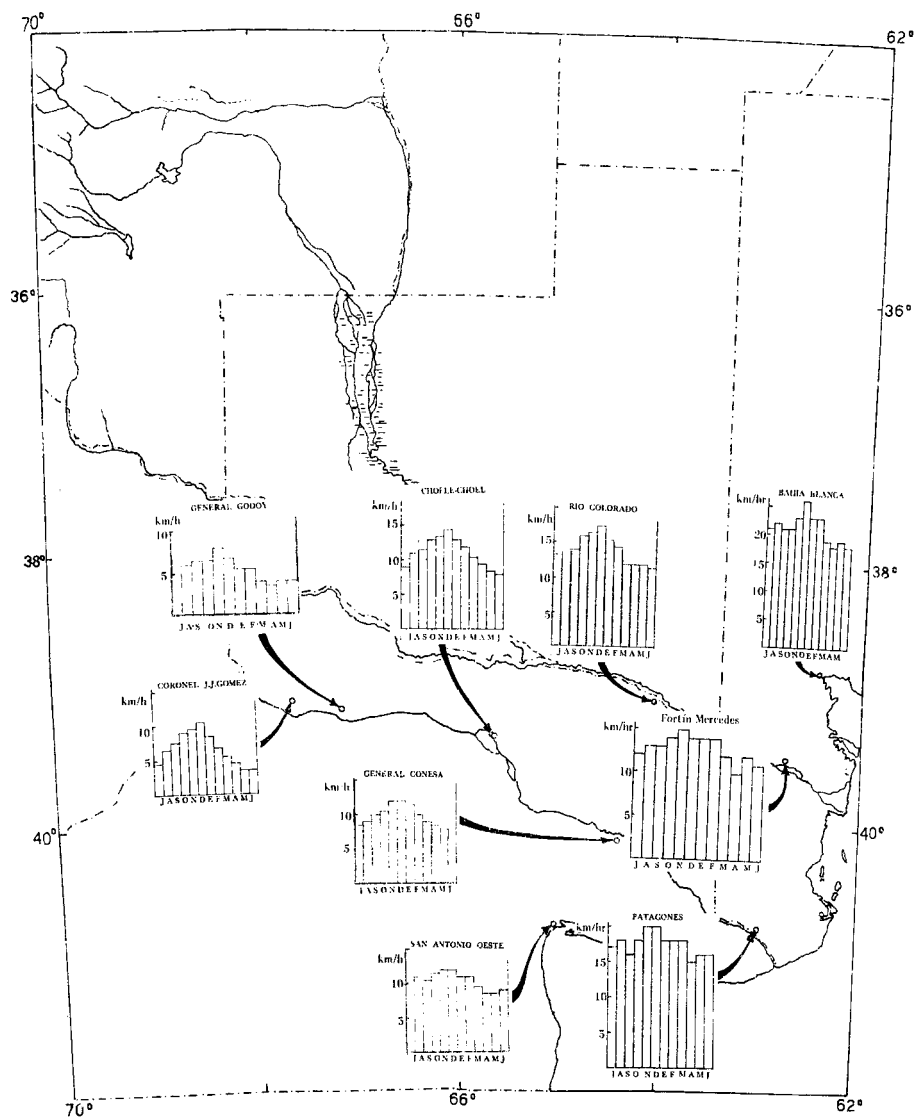 70°
66°
62°
36°
36°
GENERAL GODOY
km/h
10
5
J A S O N D E F M A M J
CHOELE-CHOEL
km/h
15
10
5
J A S O N D E F M A M J
RIO COLORADO
km/h
15
10
5
J A S O N D E F M A M J
BAHIA BLANCA
km/hr
20
15
10
5
J A S O N D E F M A M
38°
38°
CORONEL J.J.GOMEZ
km/h
10
5
J A S O N D E F M A M J
GENERAL CONESA
km/h
10
5
J A S O N D E F M A M J
Fortín Mercedes
km/hr
10
5
J A S O N D E F M A M J
40°
40°
SAN ANTONIO OESTE
km/h
10
5
J A S O N D E F M A M J
PATAGONES
km/hr
15
10
5
J A S O N D E F M A M J
70°
66°
62°